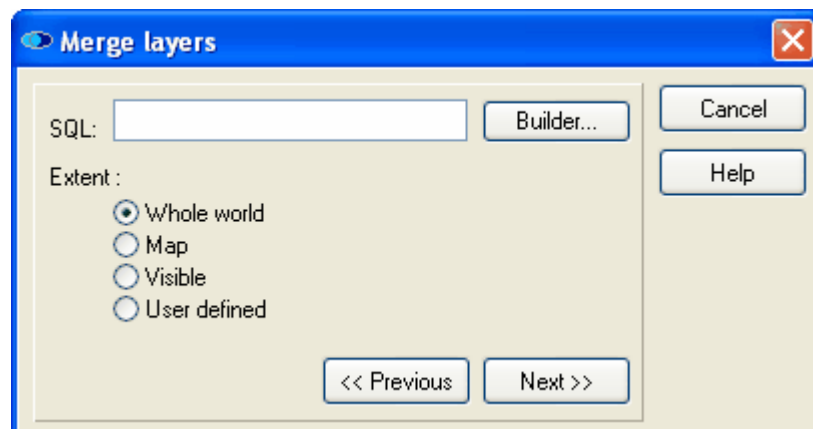 Merge layers
SQL:
Builder...
Cancel
Extent :
Help
Whole world
Map
Visible
User defined
<< Previous
Next >>